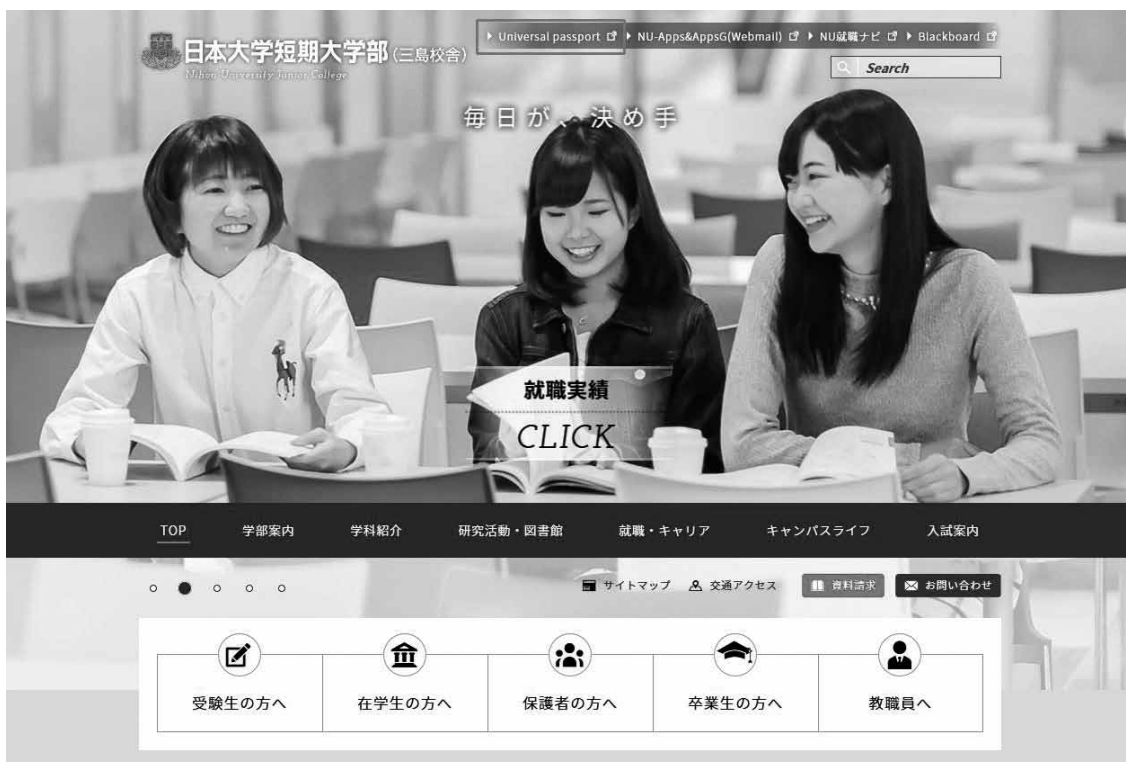 日本大学短期大学部(三島校舎)
Nihon University Junior College
Universal passport
NU-Apps&AppsG(Webmail)
NU就職ナビ
Blackboard
Search
毎日が、決め手
就職実績
CLICK
TOP 学部案内 学科紹介 研究活動・図書館 就職・キャリア キャンパスライフ 入試案内
サイトマップ 交通アクセス 資料請求 お問い合わせ
受験生の方へ 在学生の方へ 保護者の方へ 卒業生の方へ 教職員へ